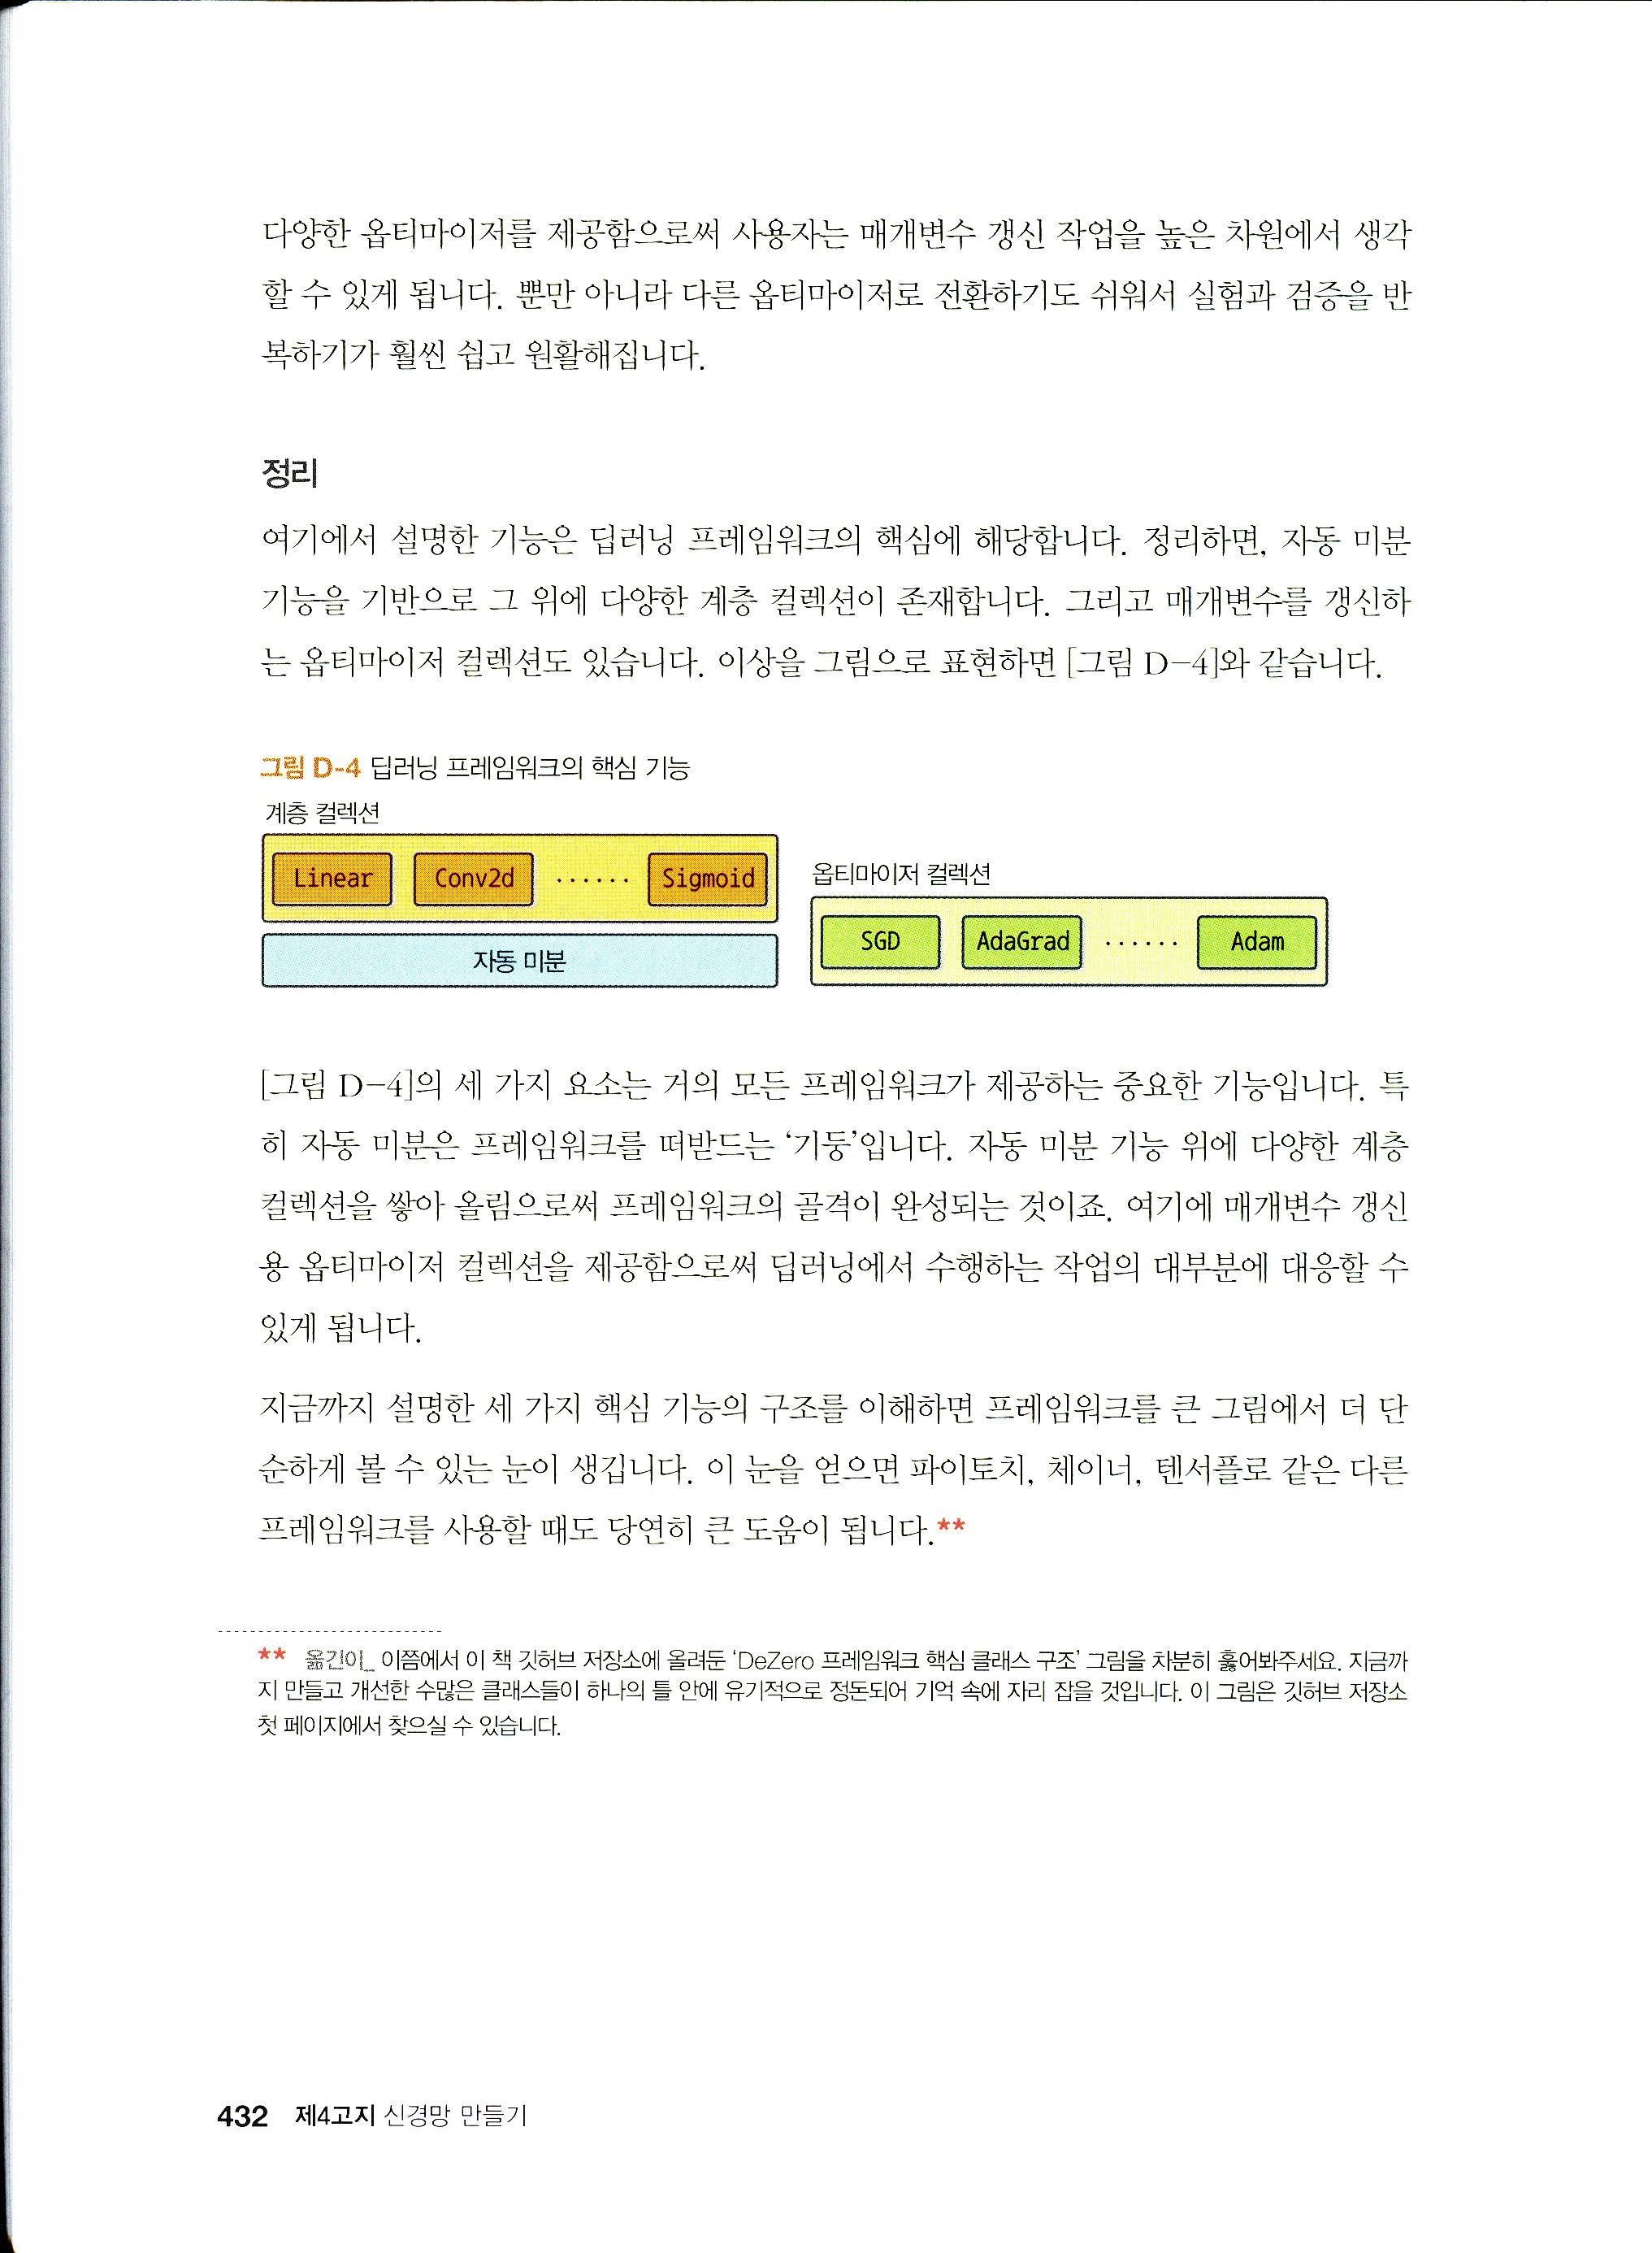 다양한 옵티마이저를 제공함으로써 사용자는 매개변수 갱신 작업을 높은 차원에서 생각
할 수 있게 됩니다. 뿐만 아니라 다른 옵티마이저로 전환하기도 쉬워서 실험과 검증을 반
복하기가 훨씬 쉽고 원활해집니다.
정리
여기에서 설명한 기능은 딥러닝 프레임워크의 핵심에 해당합니다. 정리하면, 자동 미분
기능을 기반으로 그 위에 다양한 계층 컬렉션이 존재합니다. 그리고 매개변수를 갱신하
는 옵티마이저 컬렉션도 있습니다. 이상을 그림으로 표현하면 [그림 D-4]와 같습니다.
그림 D-4 딥러닝 프레임워크의 핵심 기능
계층 컬렉션
Linear Conv2d ...... Sigmoid
자동 미분
옵티마이저 컬렉션
SGD AdaGrad ...... Adam
[그림 D-4]의 세 가지 요소는 거의 모든 프레임워크가 제공하는 중요한 기능입니다. 특
히 자동 미분은 프레임워크를 떠받드는 ‘기둥’입니다. 자동 미분 기능 위에 다양한 계층
컬렉션을 쌓아 올림으로써 프레임워크의 골격이 완성되는 것이죠. 여기에 매개변수 갱신
용 옵티마이저 컬렉션을 제공함으로써 딥러닝에서 수행하는 작업의 대부분에 대응할 수
있게 됩니다.
지금까지 설명한 세 가지 핵심 기능의 구조를 이해하면 프레임워크를 큰 그림에서 더 단
순하게 볼 수 있는 눈이 생깁니다. 이 눈을 얻으면 파이토치, 체이너, 텐서플로 같은 다른
프레임워크를 사용할 때도 당연히 큰 도움이 됩니다.**
** 옮긴이_ 이쯤에서 이 책 깃허브 저장소에 올려둔 ‘DeZero 프레임워크 핵심 클래스 구조’ 그림을 차분히 훑어봐주세요. 지금까
지 만들고 개선한 수많은 클래스들이 하나의 틀 안에 유기적으로 정돈되어 기억 속에 자리 잡을 것입니다. 이 그림은 깃허브 저장소
첫 페이지에서 찾으실 수 있습니다.
432 제4고지 신경망 만들기